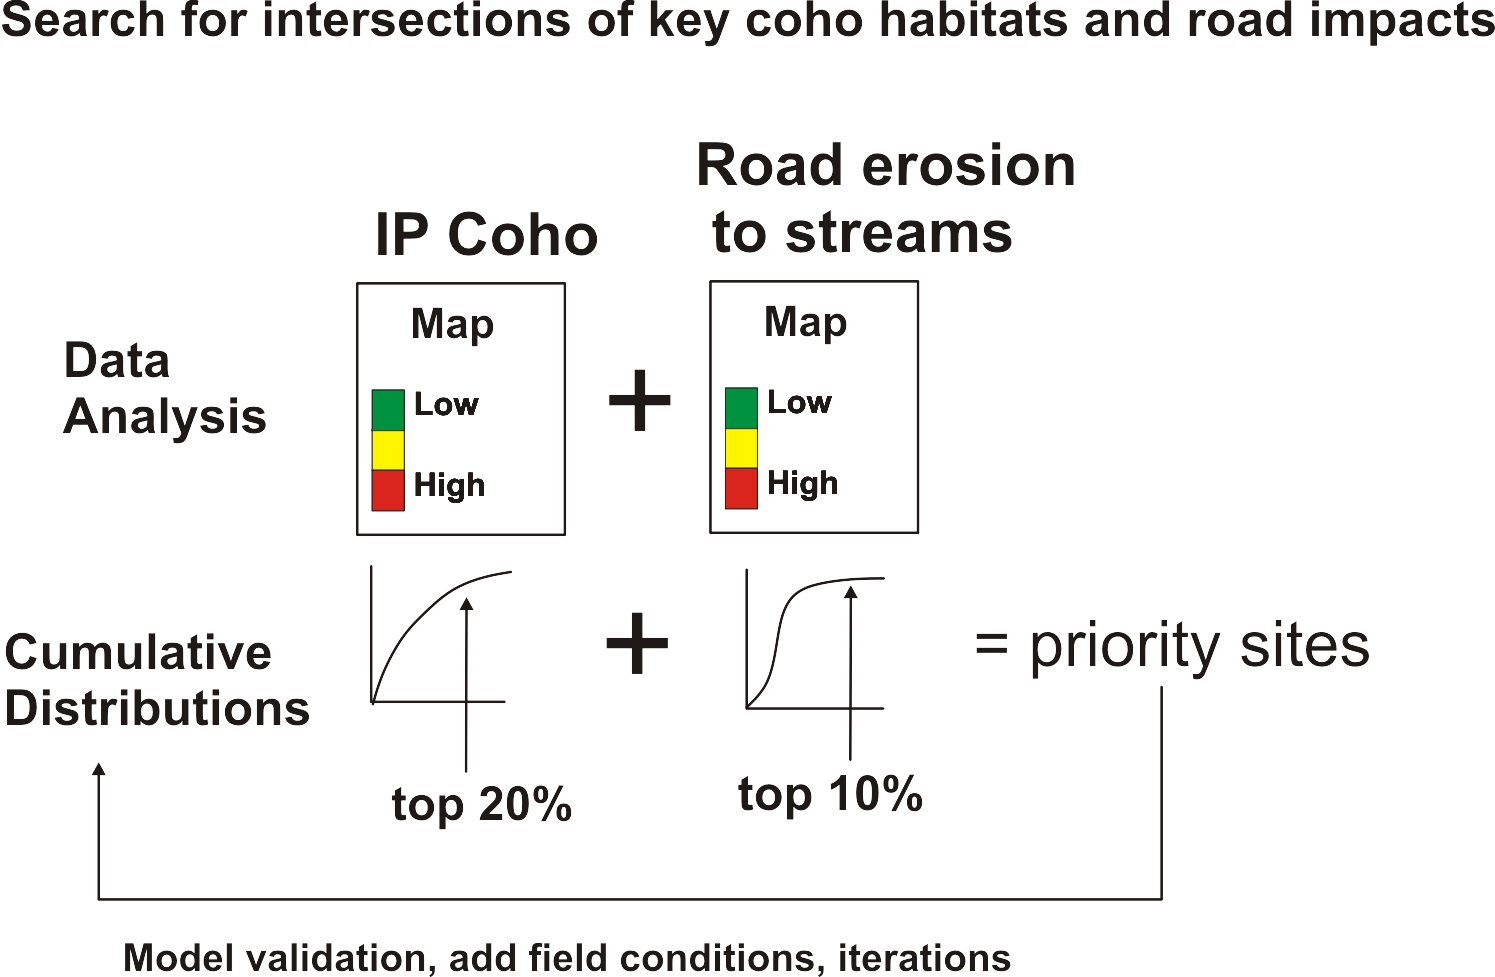 Search for intersections of key coho habitats and road impacts
IP Coho
Road erosion
to streams
Data
Analysis
Map
Low
High
+
Map
Low
High
Cumulative
Distributions
top 20%
+
top 10%
= priority sites
Model validation, add field conditions, iterations